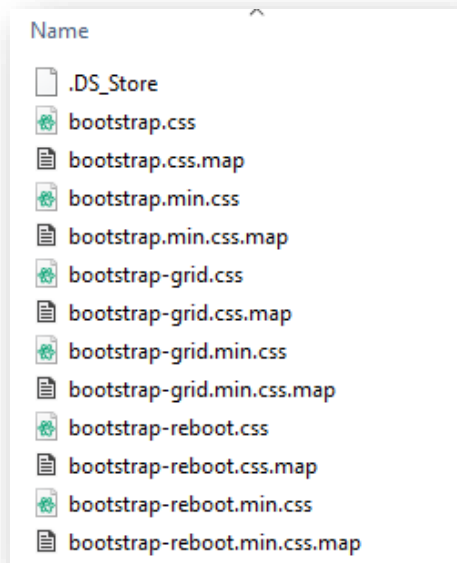 Name
.DS_Store
bootstrap.css
bootstrap.css.map
bootstrap.min.css
bootstrap.min.css.map
bootstrap-grid.css
bootstrap-grid.css.map
bootstrap-grid.min.css
bootstrap-grid.min.css.map
bootstrap-reboot.css
bootstrap-reboot.css.map
bootstrap-reboot.min.css
bootstrap-reboot.min.css.map